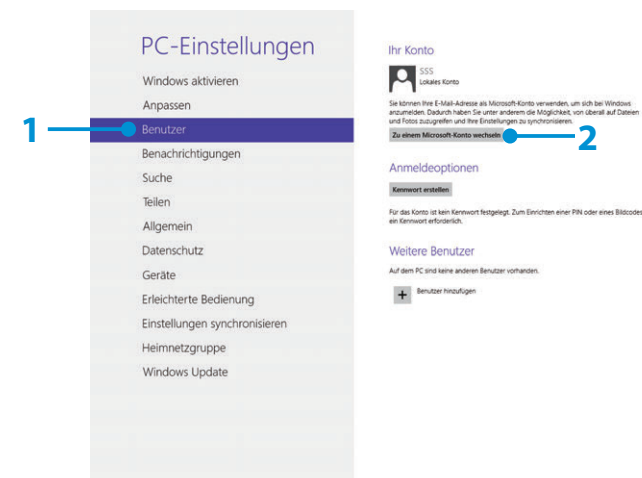 PC-Einstellungen
Windows aktivieren
Anpassen
1
Benutzer
Benachrichtigungen
Suche
Teilen
Allgemein
Datenschutz
Geräte
Erleichterte Bedienung
Einstellungen synchronisieren
Heimnetzgruppe
Windows Update
Ihr Konto
SSS
Lokales Konto
Sie können Ihre E-Mail-Adresse als Microsoft-Konto verwenden, um sich bei Windows
anzumelden. Dadurch haben Sie unter anderem die Möglichkeit, von überall auf Dateien
und Fotos zuzugreifen und Ihre Einstellungen zu synchronisieren.
Zu einem Microsoft-Konto wechseln
2
Anmeldeoptionen
Kennwort erstellen
Für das Konto ist kein Kennwort festgelegt. Zum Einrichten einer PIN oder eines Bildcodes
ein Kennwort erforderlich.
Weitere Benutzer
Auf dem PC sind keine anderen Benutzer vorhanden.
+ Benutzer hinzufügen